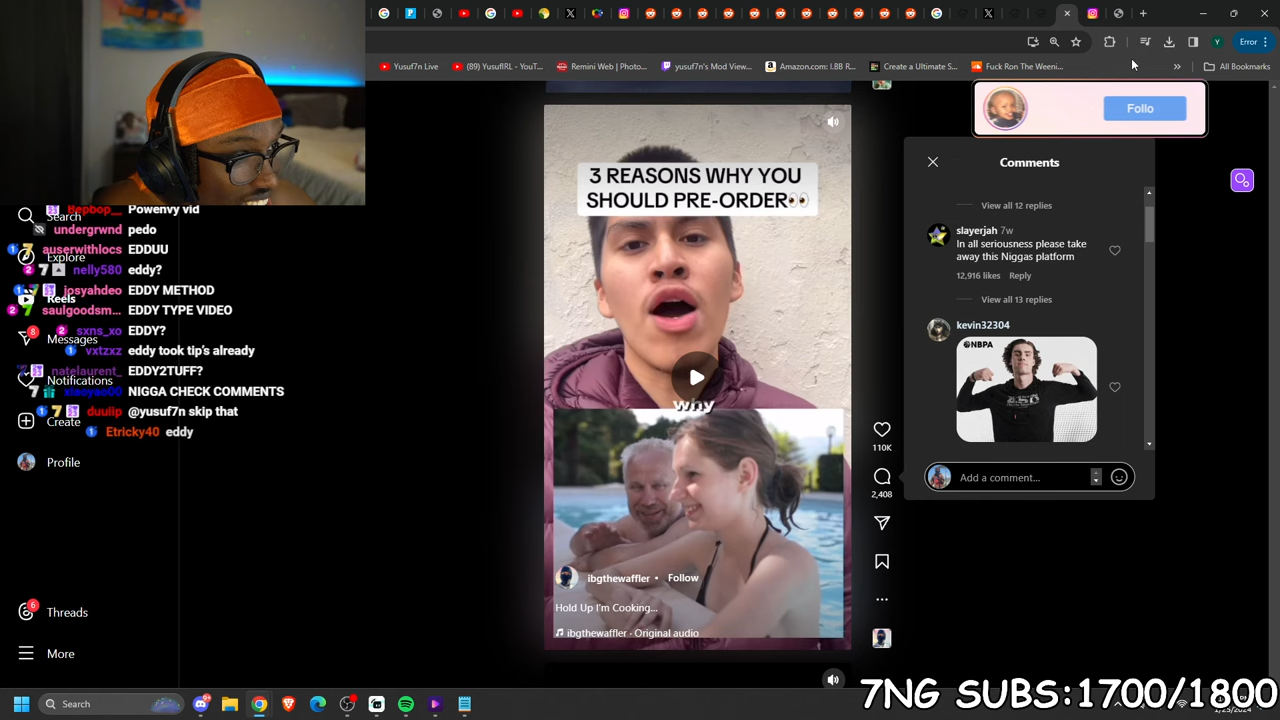 Error
Yusuf7n Live
(89) YusufIRL - YouT...
Remini Web | Photo...
yusuf7n's Mod View...
Amazon.com: I.BB R...
Create a Ultimate S...
Fuck Ron The Weeni...
All Bookmarks
Follo
Comments
View all 12 replies
slayerjah 7w
In all seriousness please take
away this Niggas platform
12,916 likes Reply
View all 13 replies
kevin32304
NBPA
Add a comment...
3 REASONS WHY YOU
SHOULD PRE-ORDER👀
why
ibgthewaffler • Follow
Hold Up I'm Cooking...
ibgthewaffler · Original audio
110K
2,408
Search
Explore
Reels
8
Messages
Notifications
Create
Profile
6
Threads
More
Bepbop__ Powenvy vid
undergrwnd pedo
auserwithlocs EDDUU
nelly580 eddy?
josyahdeo EDDY METHOD
saulgoodsm... EDDY TYPE VIDEO
sxns_xo EDDY?
vxtzxz eddy took tip's already
natelaurent_ EDDY2TUFF?
NIGGA CHECK COMMENTS
duuiip @yusuf7n skip that
Etricky40 eddy
Search
7NG SUBS:1700/1800